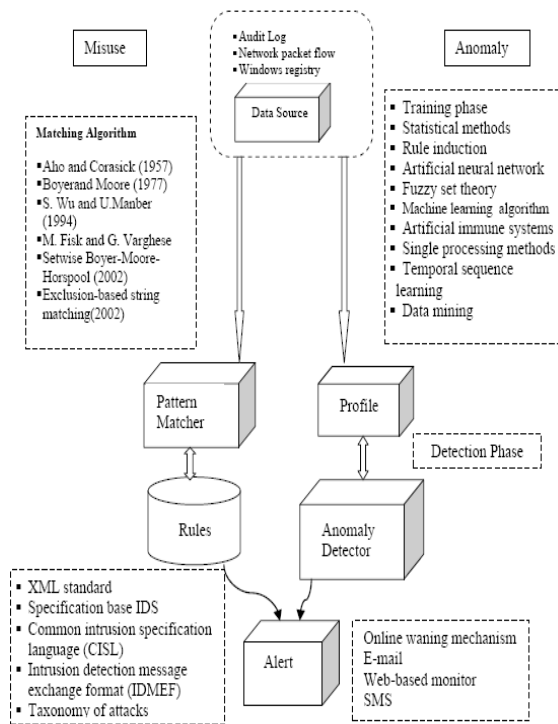 Misuse
▪ Audit Log
▪ Network packet flow
▪ Windows registry
Data Source
Anomaly
Matching Algorithm
▪Aho and Corasick (1957)
▪Boyerand Moore (1977)
▪S. Wu and U.Manber
(1994)
▪M. Fisk and G. Varghese
▪Setwise Boyer-Moore-
Horspool (2002)
▪Exclusion-based string
matching(2002)
▪ Training phase
▪ Statistical methods
▪ Rule induction
▪ Artificial neural network
▪ Fuzzy set theory
▪ Machine learning algorithm
▪ Artificial immune systems
▪ Single processing methods
▪ Temporal sequence
learning
▪ Data mining
Pattern
Matcher
Profile
Detection Phase
Rules
Anomaly
Detector
▪ XML standard
▪ Specification base IDS
▪ Common intrusion specification
language (CISL)
▪ Intrusion detection message
exchange format (IDMEF)
▪ Taxonomy of attacks
Alert
Online waning mechanism
E-mail
Web-based monitor
SMS